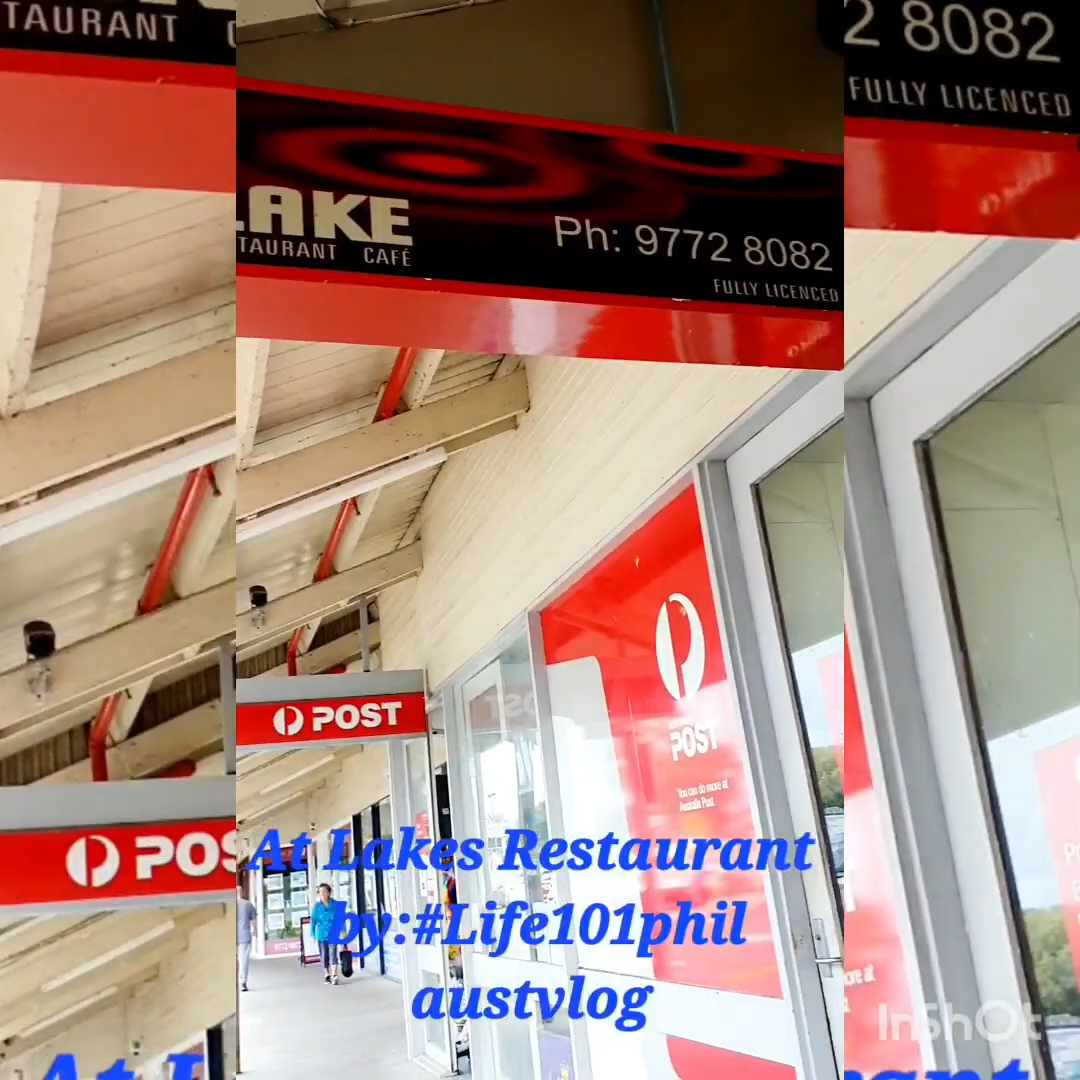 TAURANT
2 8082
FULLY LICENCED
LAKE
TAURANT CAFÉ
Ph: 9772 8082
FULLY LICENCED
POST
POST
You can do more at
Australia Post
POS
At Lakes Restaurant
by:#Life101phil
austvlog
InShOt